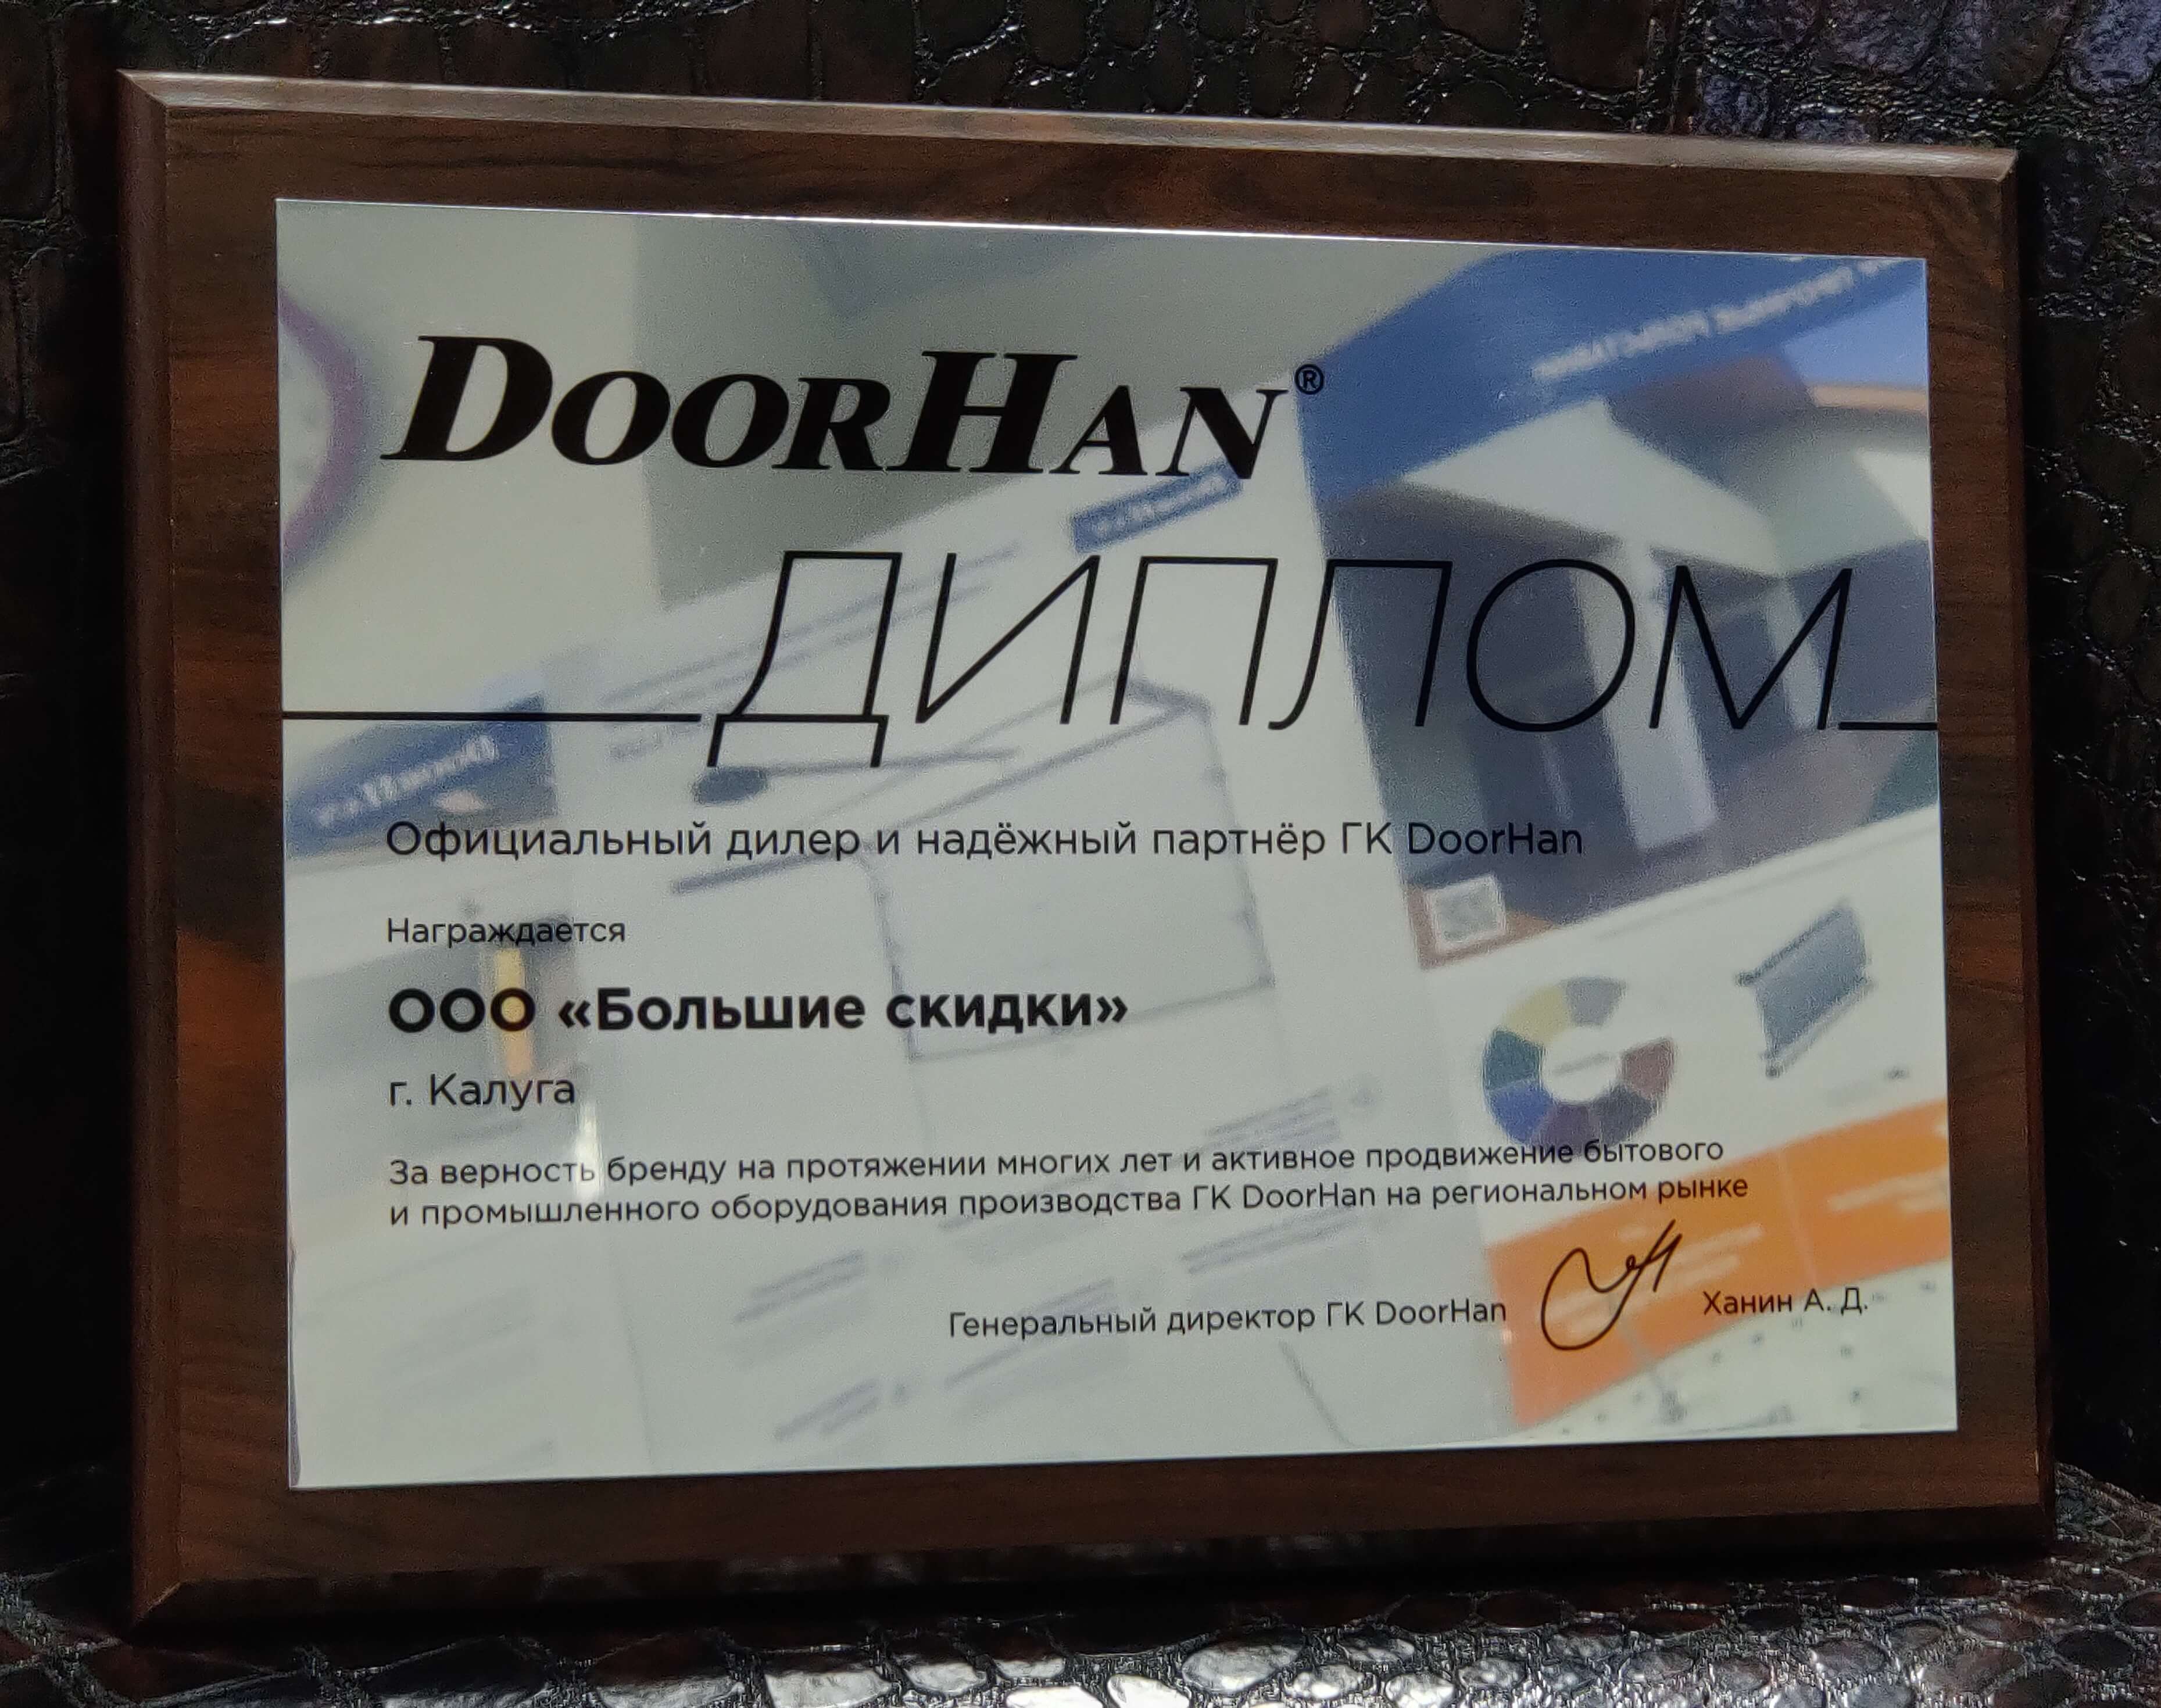 DOORHAN®
ДИПЛОМ
Официальный дилер и надёжный партнёр ГК DoorHan
Награждается
ООО «Большие скидки»
г. Калуга
За верность бренду на протяжении многих лет и активное продвижение бытового
и промышленного оборудования производства ГК DoorHan на региональном рынке
Генеральный директор ГК DoorHan Ханин А. Д.